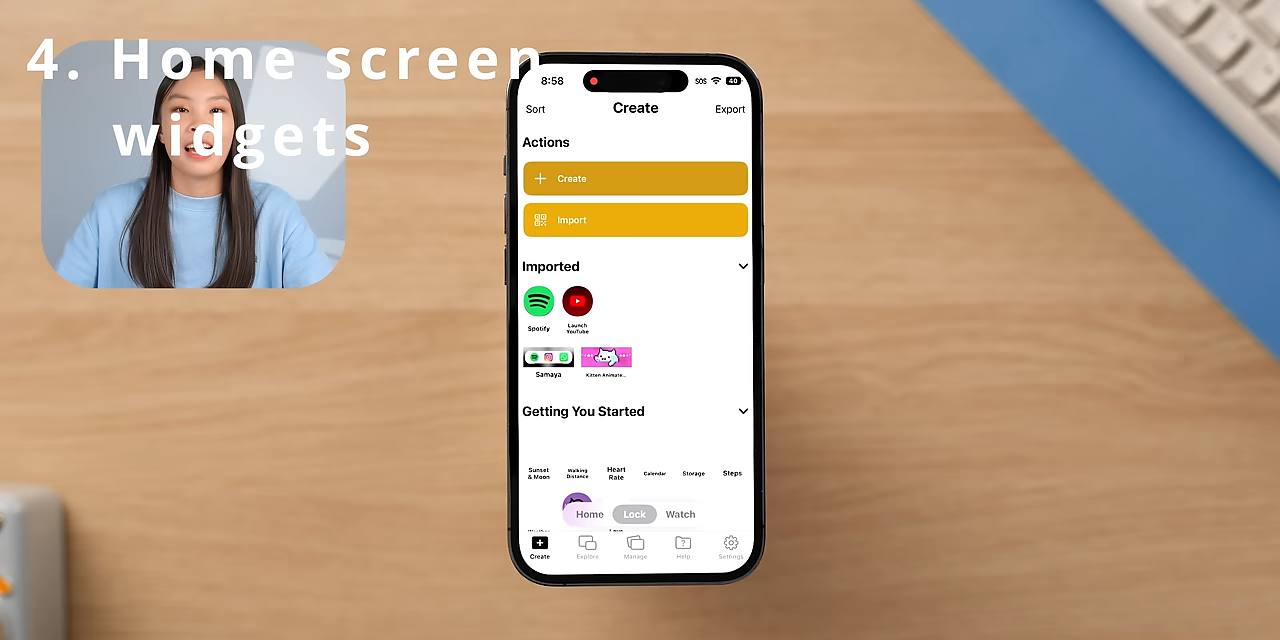 4. Home screen
widgets
8:58
SOS
40
Sort
Create
Export
Actions
Create
Import
Imported
Spotify
Launch
YouTube
Samaya
Kitten Animate...
Getting You Started
Sunset
& Moon
Walking
Distance
Heart
Rate
Calendar
Storage
Steps
Home
Lock
Watch
Create
Explore
Manage
Help
Settings